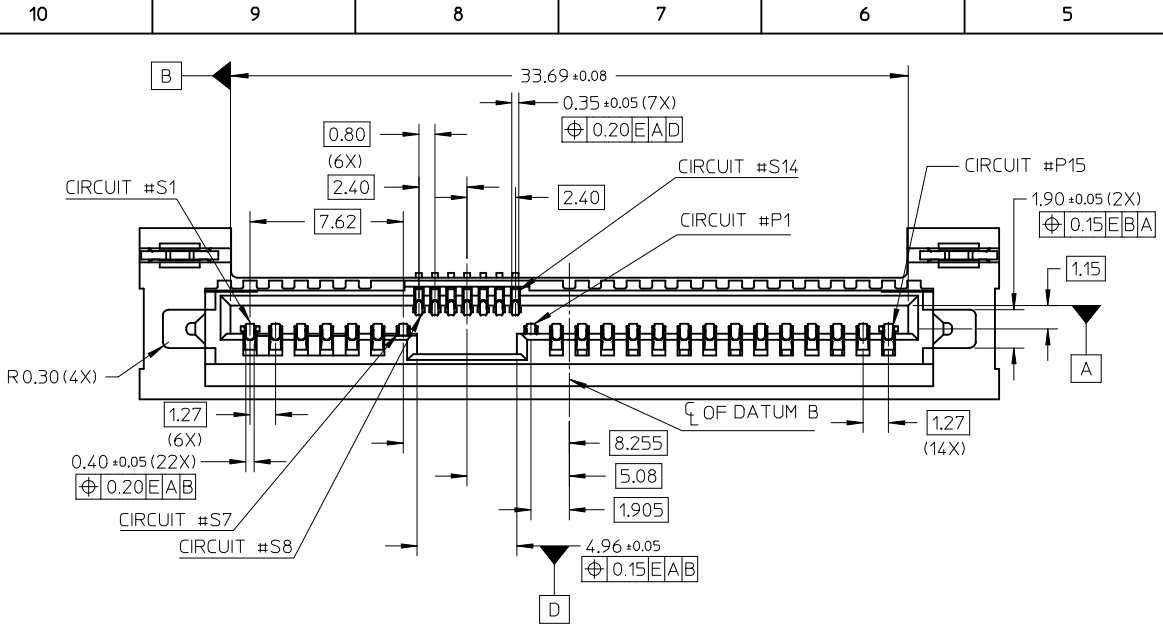 10 9 8 7 6 5
B 33.69 ±0.08
0.35 ±0.05 (7X)
⌖ 0.20 E A D
0.80
(6X)
2.40
2.40
CIRCUIT #S14
CIRCUIT #P15
CIRCUIT #S1
7.62
CIRCUIT #P1
1.90 ±0.05 (2X)
⌖ 0.15 E B A
1.15
A
R 0.30 (4X)
1.27
(6X)
℄ OF DATUM B
1.27
(14X)
8.255
0.40 ±0.05 (22X)
⌖ 0.20 E A B
5.08
1.905
CIRCUIT #S7
CIRCUIT #S8
4.96 ±0.05
⌖ 0.15 E A B
D